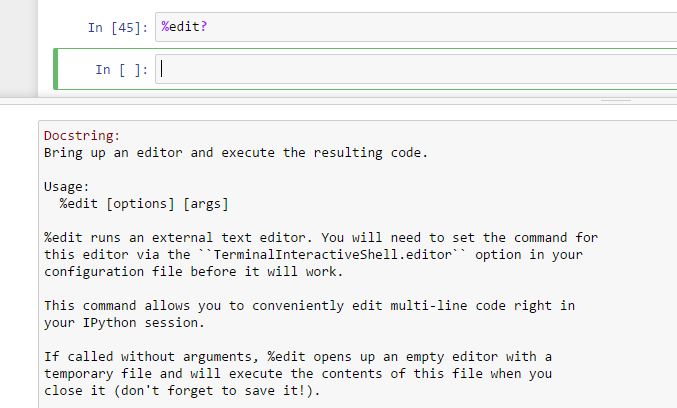 In [45]: %edit?
In [ ]:
Docstring:
Bring up an editor and execute the resulting code.
Usage:
%edit [options] [args]
%edit runs an external text editor. You will need to set the command for
this editor via the ``TerminalInteractiveShell.editor`` option in your
configuration file before it will work.
This command allows you to conveniently edit multi-line code right in
your IPython session.
If called without arguments, %edit opens up an empty editor with a
temporary file and will execute the contents of this file when you
close it (don't forget to save it!).